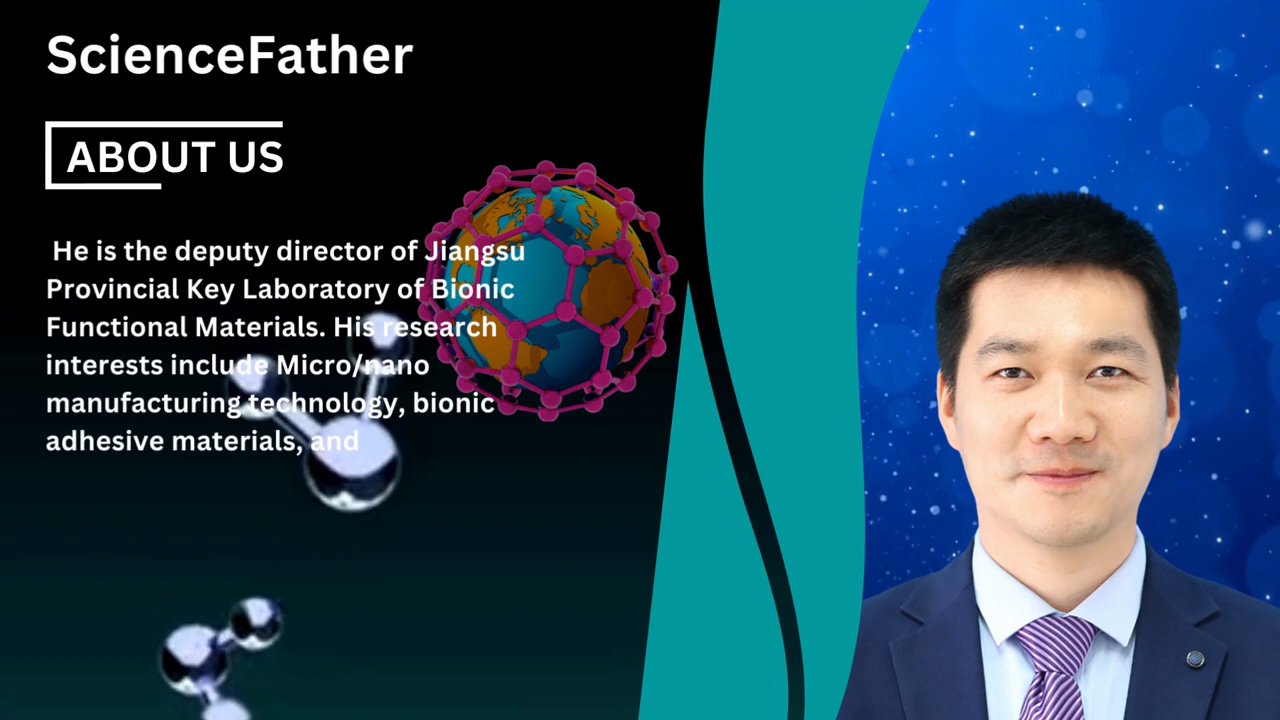 ScienceFather
ABOUT US
He is the deputy director of Jiangsu
Provincial Key Laboratory of Bionic
Functional Materials. His research
interests include Micro/nano
manufacturing technology, bionic
adhesive materials, and